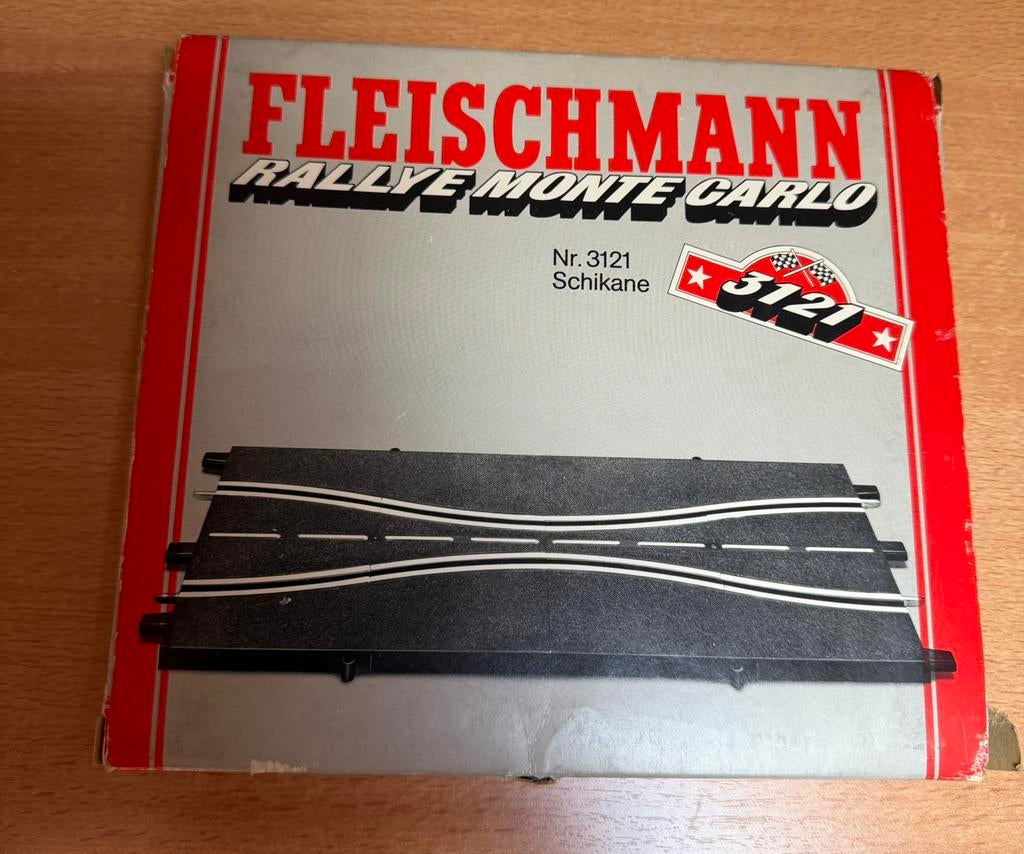 FLEISCHMANN
RALLYE MONTE CARLO
Nr. 3121
Schikane
3121